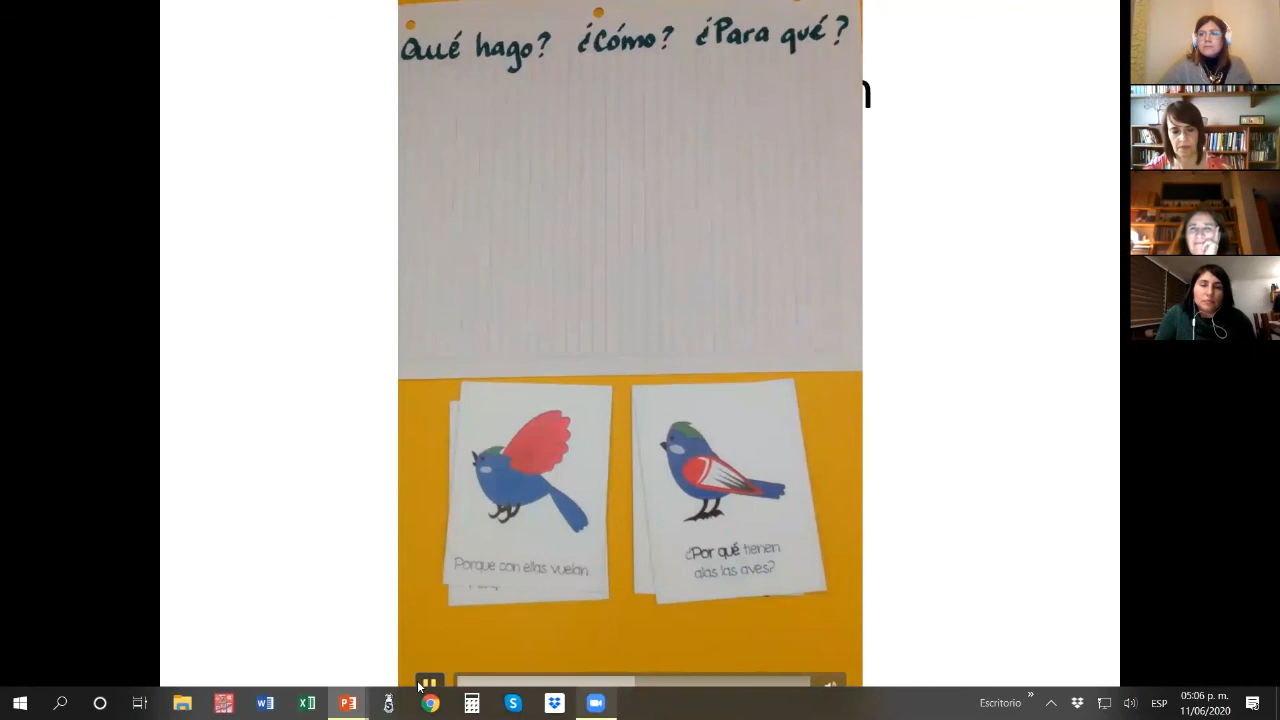 Qué hago? ¿Cómo? ¿Para qué?
Porque con ellas vuelan
¿Por qué tienen
alas las aves?
Escritorio
ESP
05:06 p. m.
11/06/2020